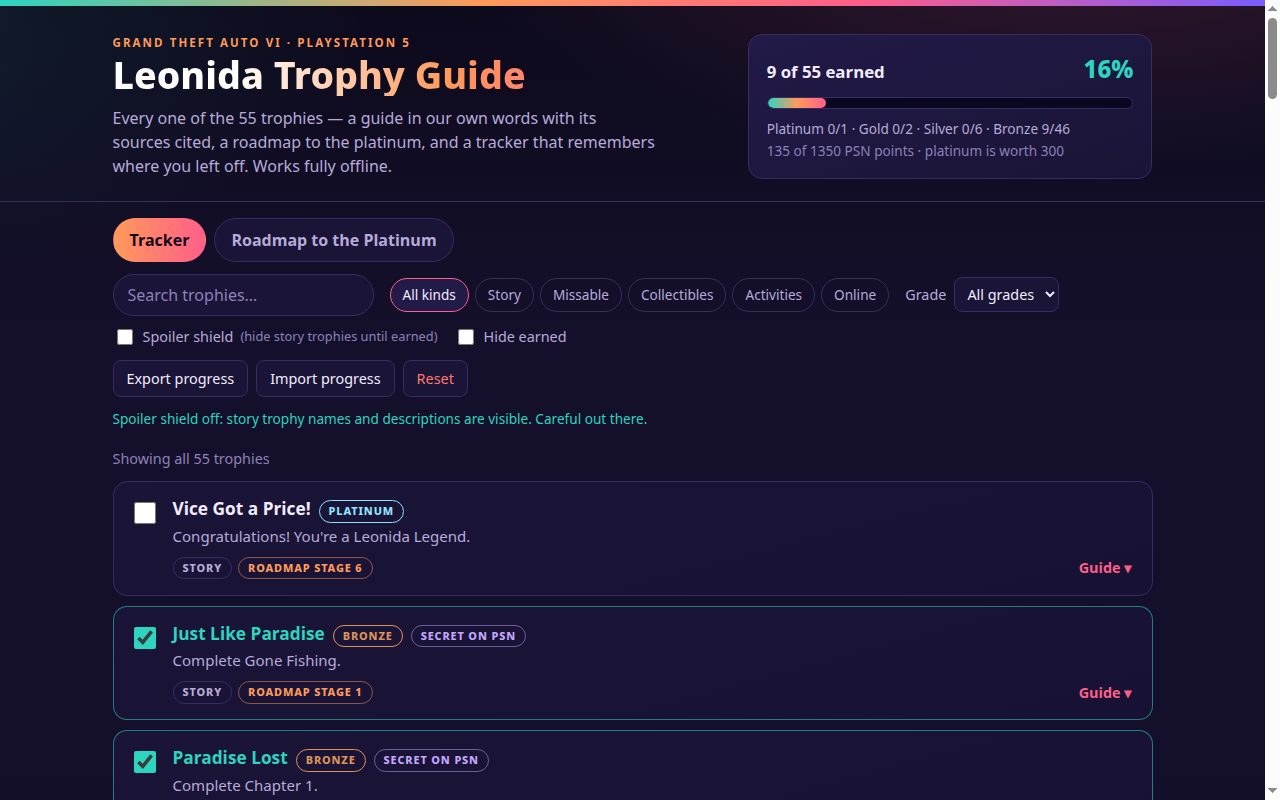 GRAND THEFT AUTO VI · PLAYSTATION 5
Leonida Trophy Guide
Every one of the 55 trophies — a guide in our own words with its
sources cited, a roadmap to the platinum, and a tracker that remembers
where you left off. Works fully offline.
9 of 55 earned 16%
Platinum 0/1 · Gold 0/2 · Silver 0/6 · Bronze 9/46
135 of 1350 PSN points · platinum is worth 300
Tracker Roadmap to the Platinum
Search trophies… All kinds Story Missable Collectibles Activities Online Grade All grades
Spoiler shield (hide story trophies until earned) Hide earned
Export progress Import progress Reset
Spoiler shield off: story trophy names and descriptions are visible. Careful out there.
Showing all 55 trophies
Vice Got a Price! PLATINUM
Congratulations! You're a Leonida Legend.
STORY ROADMAP STAGE 6 Guide ▾
Just Like Paradise BRONZE SECRET ON PSN
Complete Gone Fishing.
STORY ROADMAP STAGE 1 Guide ▾
Paradise Lost BRONZE SECRET ON PSN
Complete Chapter 1.